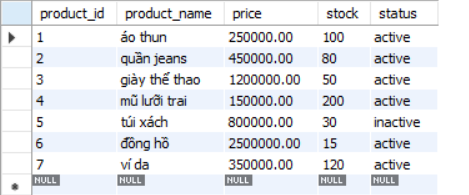 product_id product_name price stock status
1 áo thun 250000.00 100 active
2 quần jeans 450000.00 80 active
3 giày thể thao 1200000.00 50 active
4 mũ lưỡi trai 150000.00 200 active
5 túi xách 800000.00 30 inactive
6 đồng hồ 2500000.00 15 active
7 ví da 350000.00 120 active
NULL NULL NULL NULL NULL